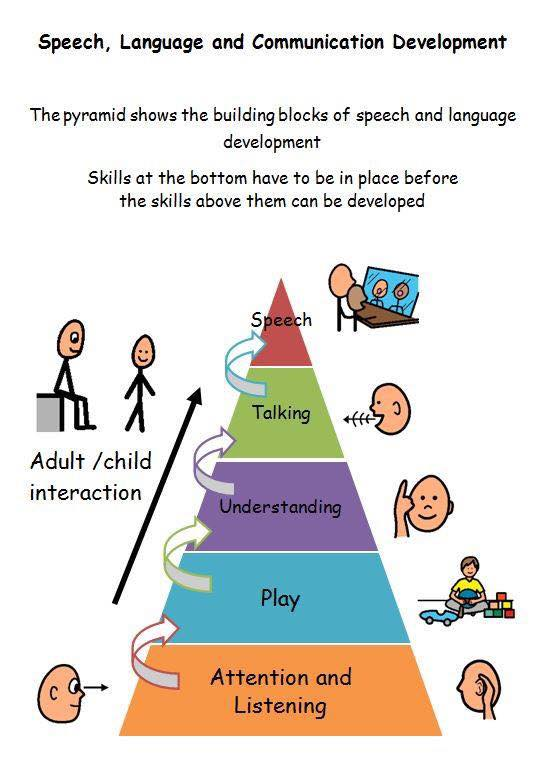 Speech, Language and Communication Development
The pyramid shows the building blocks of speech and language
development
Skills at the bottom have to be in place before
the skills above them can be developed
Speech
Talking
Adult /child
interaction
Understanding
Play
Attention and
Listening